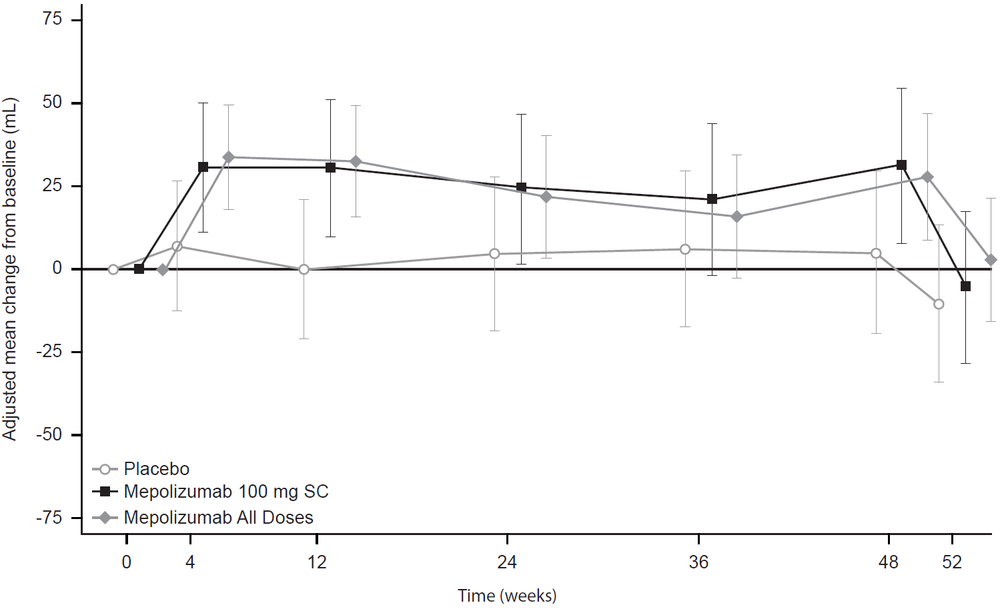 75
50
25
0
-25
-50
-75
Adjusted mean change from baseline (mL)
Placebo
Mepolizumab 100 mg SC
Mepolizumab All Doses
0 4 12 24 36 48 52
Time (weeks)